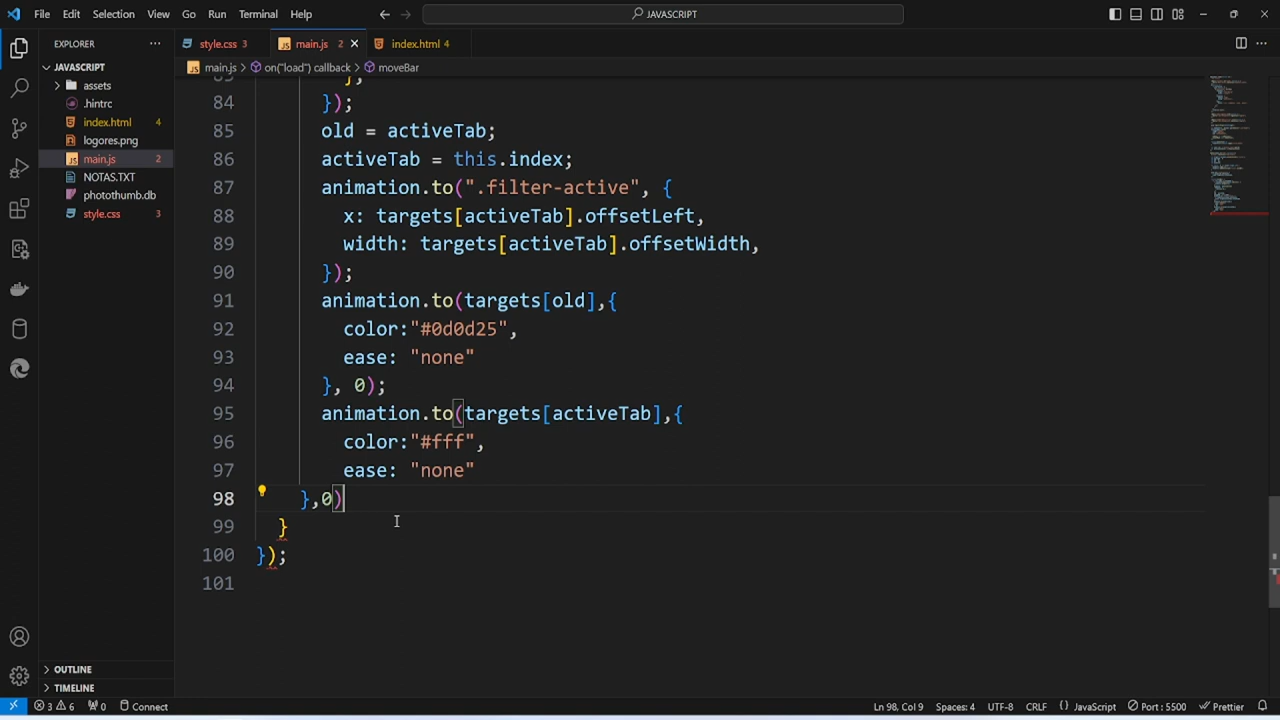 File Edit Selection View Go Run Terminal Help JAVASCRIPT
EXPLORER style.css 3 main.js 2 index.html 4
JAVASCRIPT main.js > on("load") callback > moveBar
assets
.hintrc
index.html 4
logores.png
main.js 2
NOTAS.TXT
photothumb.db
style.css 3
OUTLINE
TIMELINE
84 });
85 old = activeTab;
86 activeTab = this.index;
87 animation.to(".filter-active", {
88 x: targets[activeTab].offsetLeft,
89 width: targets[activeTab].offsetWidth,
90 });
91 animation.to(targets[old],{
92 color:"#0d0d25",
93 ease: "none"
94 }, 0);
95 animation.to(targets[activeTab],{
96 color:"#fff",
97 ease: "none"
98 },0)
99 }
100 });
101
3 6 0 Connect Ln 98, Col 9 Spaces: 4 UTF-8 CRLF {} JavaScript Port : 5500 Prettier